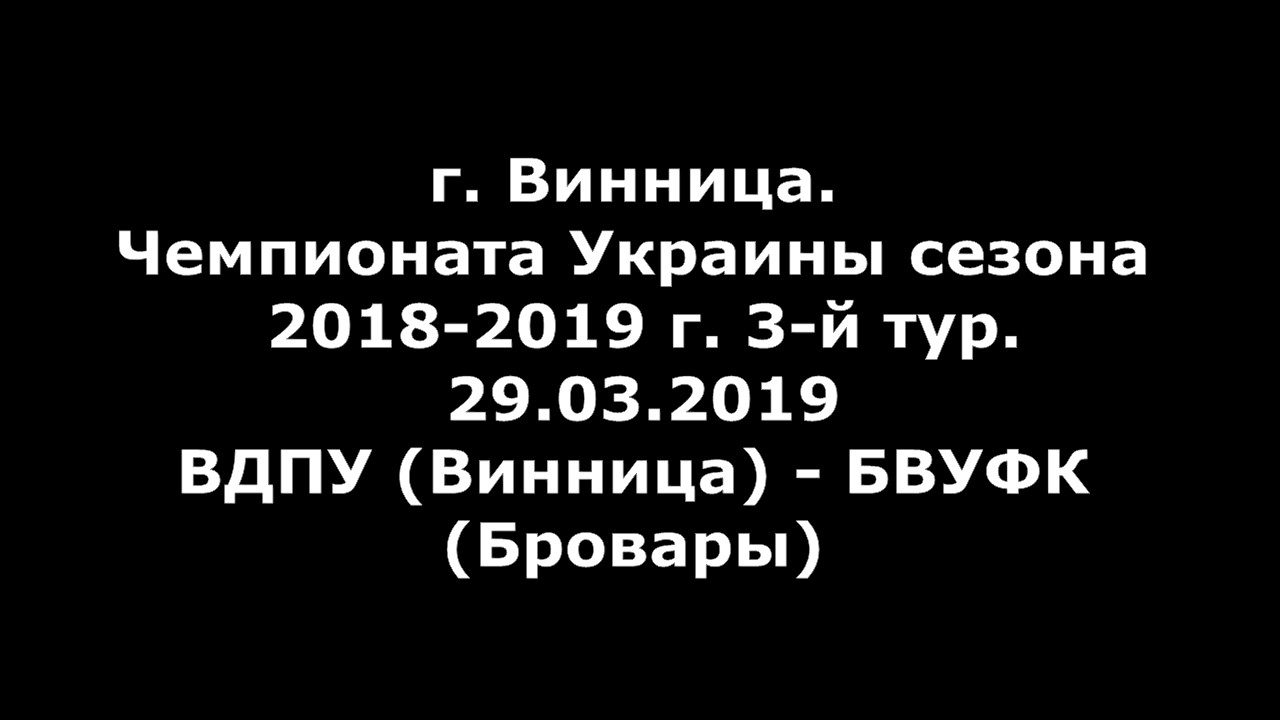 г. Винница.
Чемпионата Украины сезона
2018-2019 г. 3-й тур.
29.03.2019
ВДПУ (Винница) - БВУФК
(Бровары)